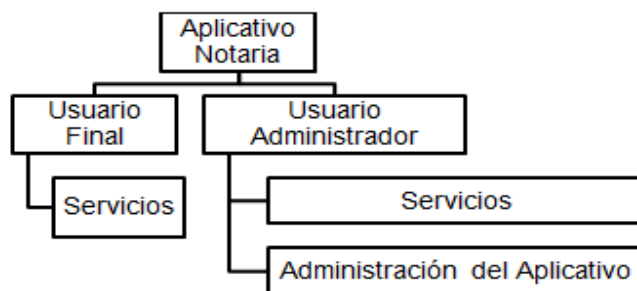 Aplicativo
Notaria
Usuario
Final
Usuario
Administrador
Servicios
Servicios
Administración del Aplicativo